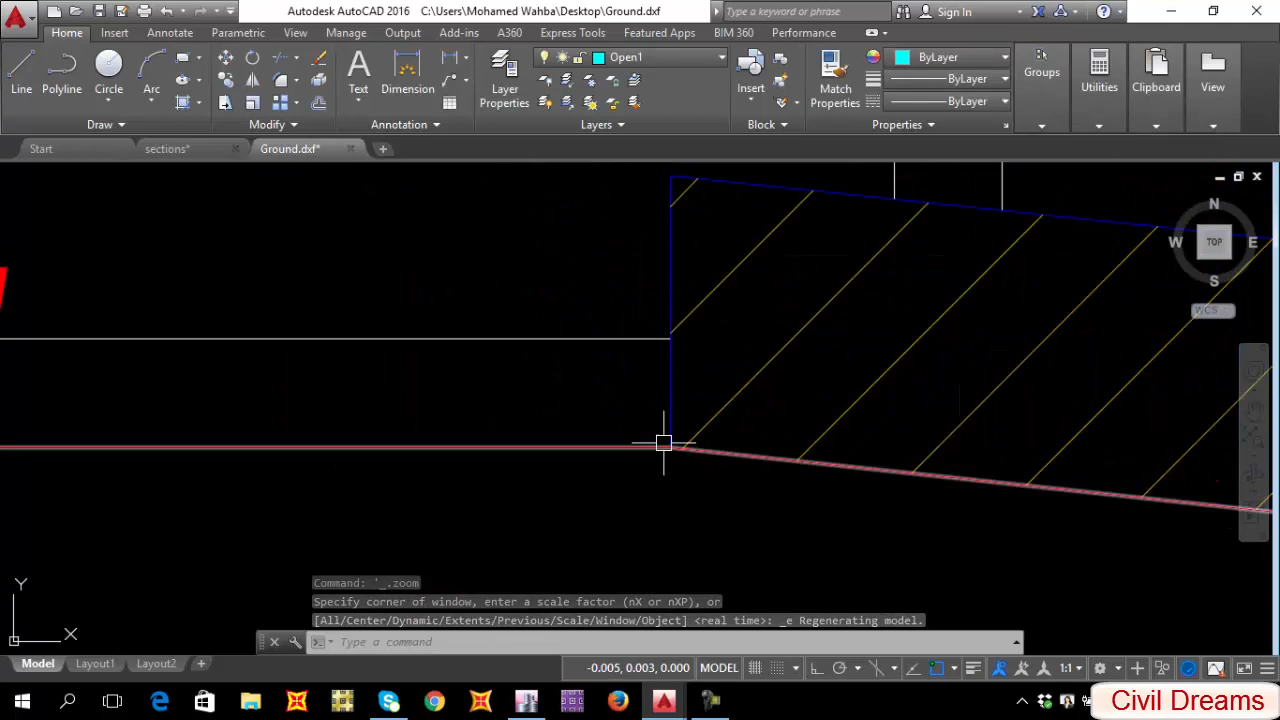 Autodesk AutoCAD 2016 C:\Users\Mohamed Wahba\Desktop\Ground.dxf
Type a keyword or phrase
Sign In
Home Insert Annotate Parametric View Manage Output Add-ins A360 Express Tools Featured Apps BIM 360 Performance
Open1
ByLayer
ByLayer
ByLayer
Line Polyline Circle Arc
Text Dimension
Layer Properties
Insert
Match Properties
Groups
Utilities
Clipboard
View
Draw Modify Annotation Layers Block Properties
Start sections* Ground.dxf*
N
W TOP E
S
WCS
Y
X
Command: '_.zoom
Specify corner of window, enter a scale factor (nX or nXP), or
[All/Center/Dynamic/Extents/Previous/Scale/Window/Object] <real time>: _e Regenerating model.
Type a command
Model Layout1 Layout2 +
-0.005, 0.003, 0.000 MODEL 1:1
Civil Dreams